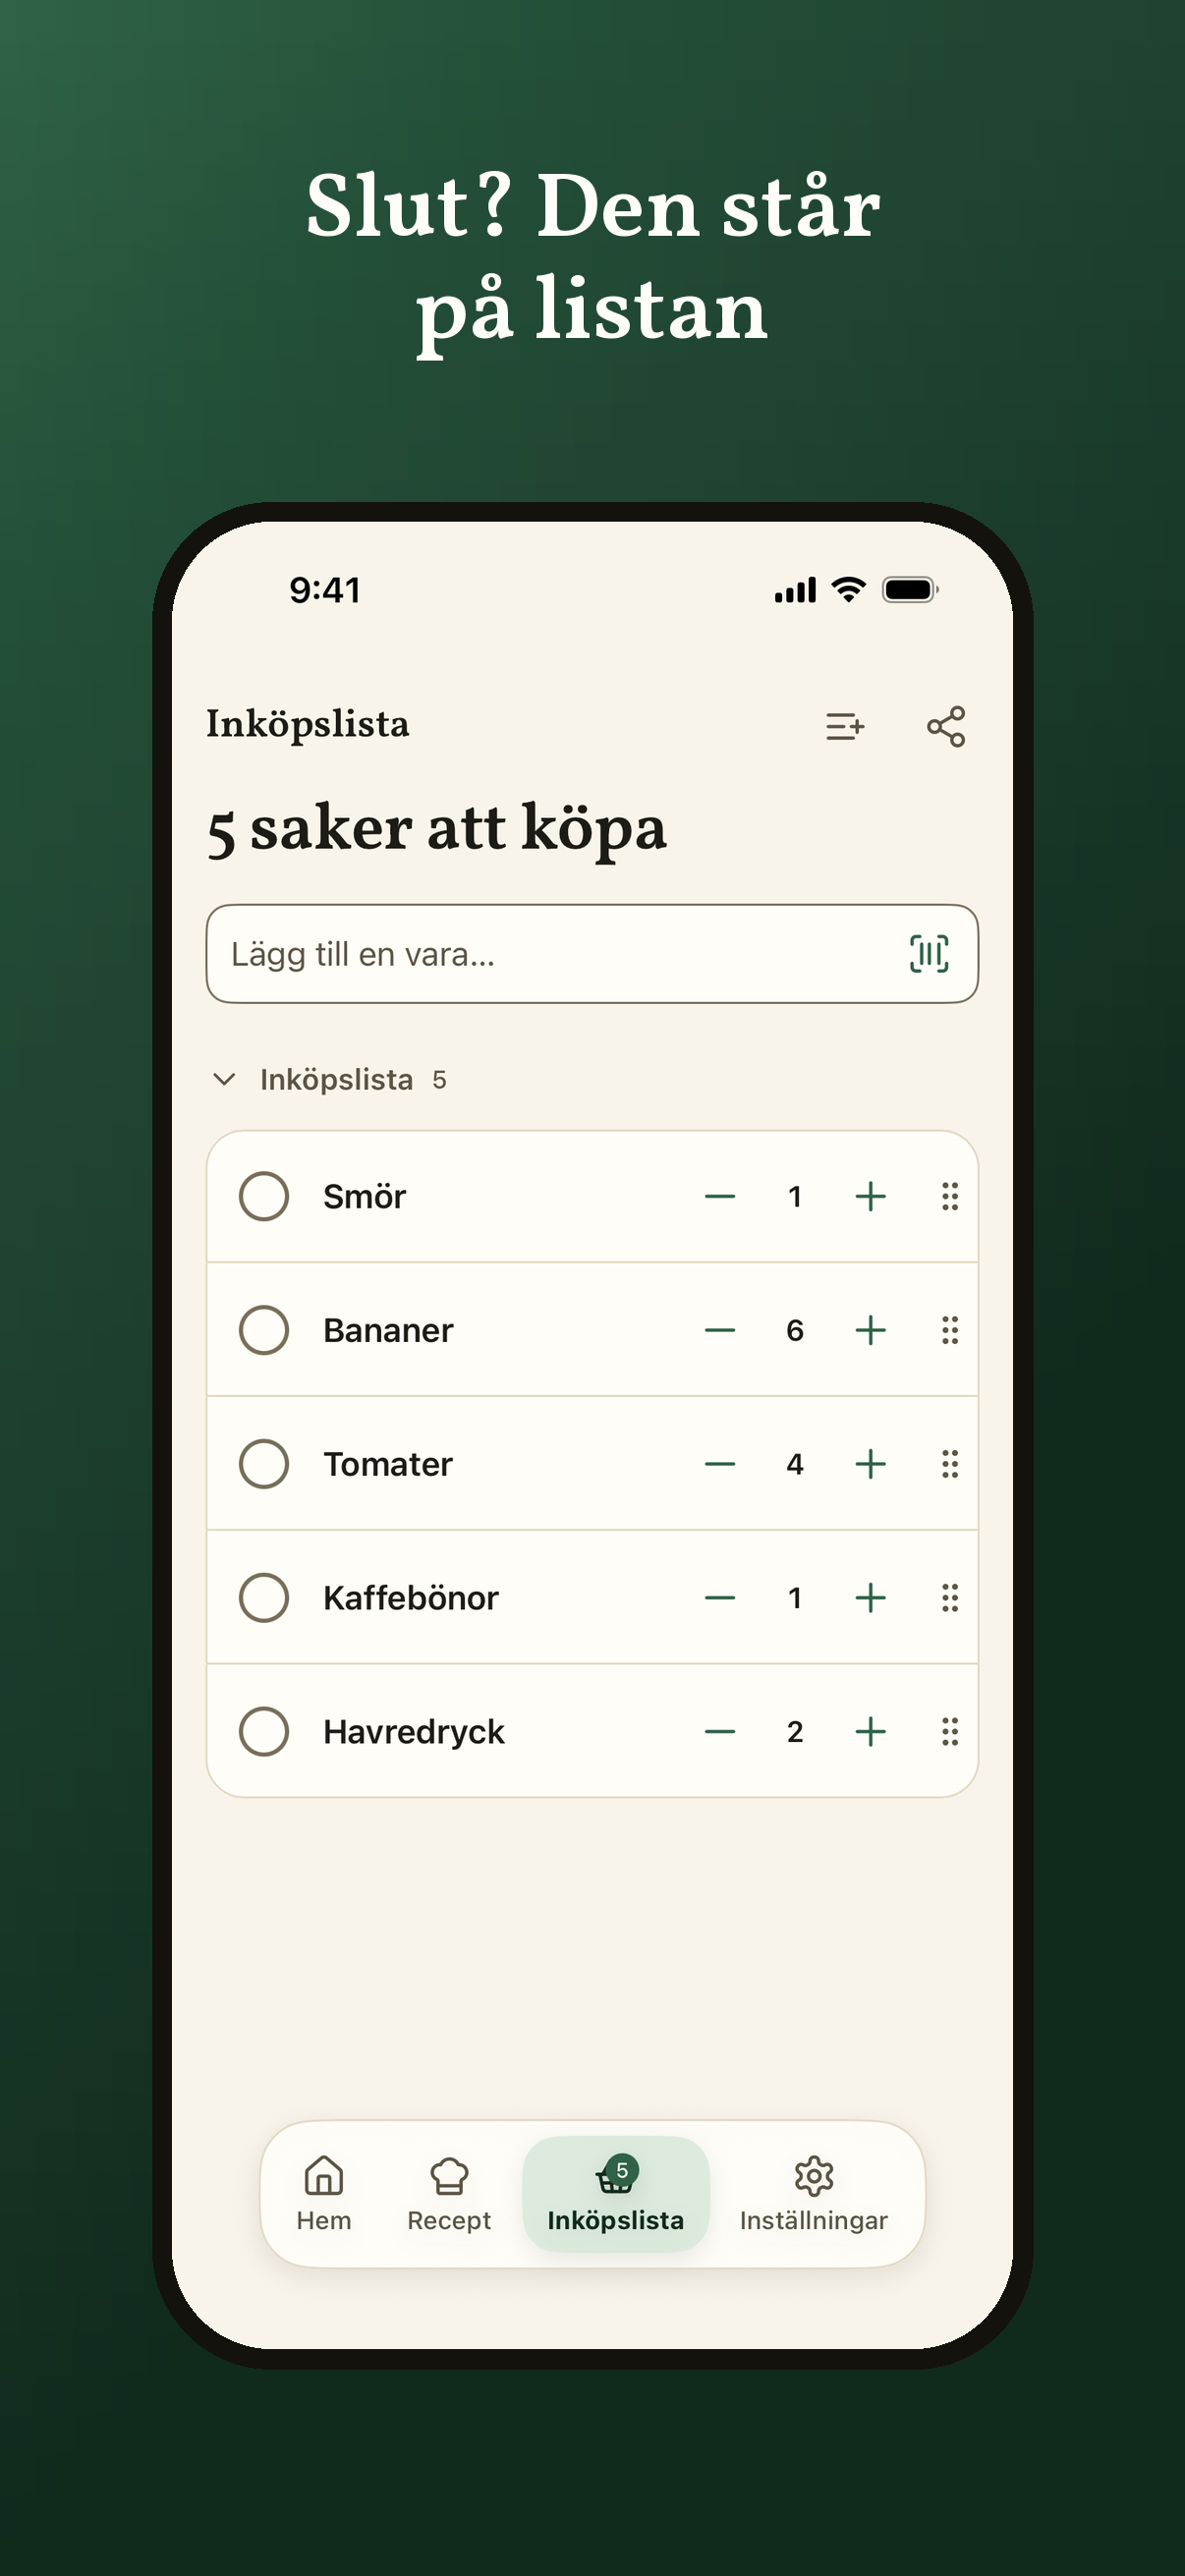 Slut? Den står
på listan
9:41
Inköpslista
5 saker att köpa
Lägg till en vara...
Inköpslista 5
Smör 1
Bananer 6
Tomater 4
Kaffebönor 1
Havredryck 2
5
Hem Recept Inköpslista Inställningar